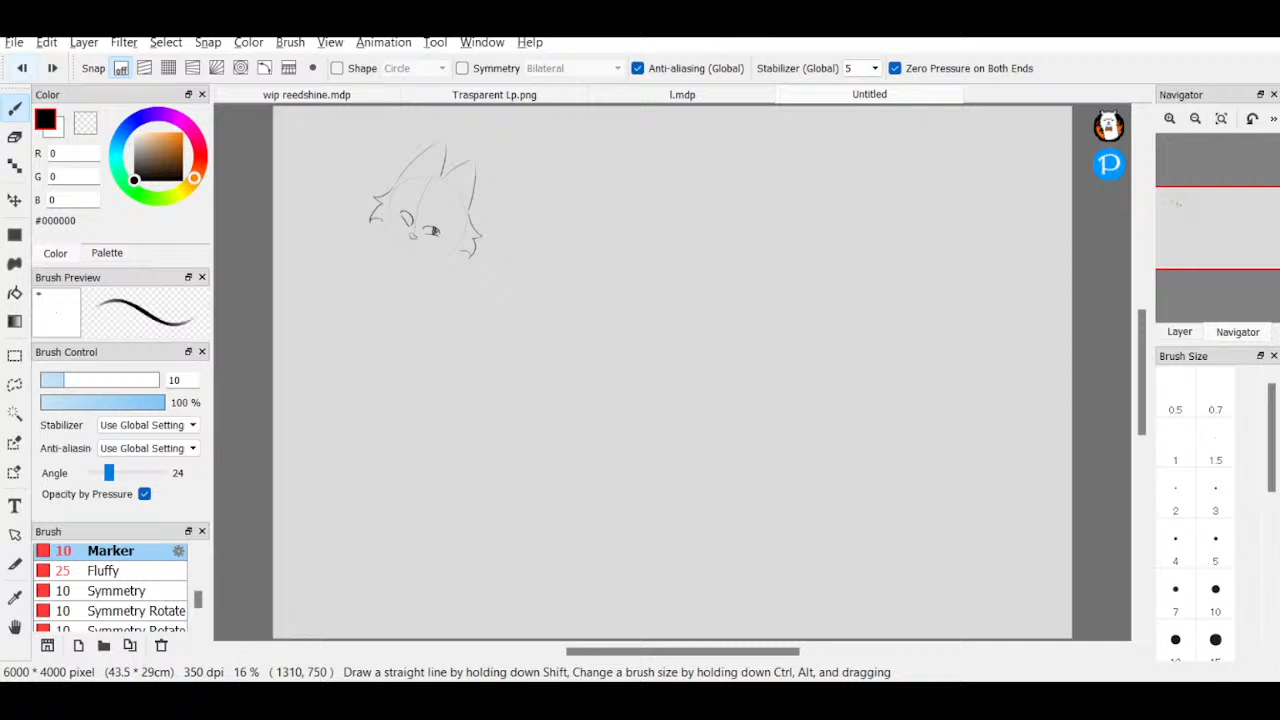 File Edit Layer Filter Select Snap Color Brush View Animation Tool Window Help
Snap off Shape Circle Symmetry Bilateral Anti-aliasing (Global) Stabilizer (Global) 5 Zero Pressure on Both Ends
Color
wip reedshine.mdp Trasparent Lp.png l.mdp Untitled
Navigator
R 0
G 0
B 0
#000000
Color Palette
Brush Preview
Brush Control
10
100 %
Stabilizer Use Global Setting
Anti-aliasin Use Global Setting
Angle 24
Opacity by Pressure
Brush
10 Marker
25 Fluffy
10 Symmetry
10 Symmetry Rotate
10 Symmetry Rotate
P
Layer Navigator
Brush Size
0.5 0.7
1 1.5
2 3
4 5
7 10
15
6000 * 4000 pixel (43.5 * 29cm) 350 dpi 16 % (1310, 750) Draw a straight line by holding down Shift, Change a brush size by holding down Ctrl, Alt, and dragging